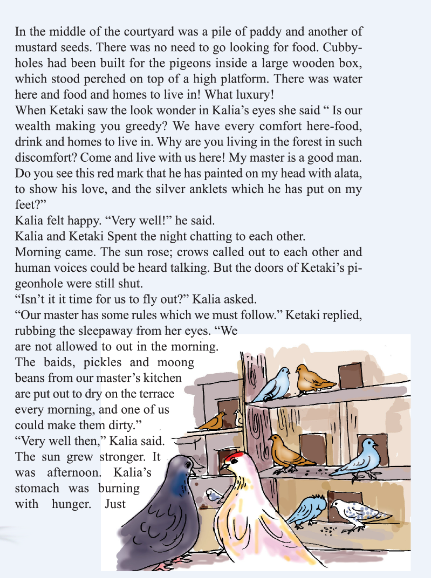 In the middle of the courtyard was a pile of paddy and another of
mustard seeds. There was no need to go looking for food. Cubby-
holes had been built for the pigeons inside a large wooden box,
which stood perched on top of a high platform. There was water
here and food and homes to live in! What luxury!
When Ketaki saw the look wonder in Kalia’s eyes she said “ Is our
wealth making you greedy? We have every comfort here-food,
drink and homes to live in. Why are you living in the forest in such
discomfort? Come and live with us here! My master is a good man.
Do you see this red mark that he has painted on my head with alata,
to show his love, and the silver anklets which he has put on my
feet?”
Kalia felt happy. “Very well!” he said.
Kalia and Ketaki Spent the night chatting to each other.
Morning came. The sun rose; crows called out to each other and
human voices could be heard talking. But the doors of Ketaki’s pi-
geonhole were still shut.
“Isn’t it it time for us to fly out?” Kalia asked.
“Our master has some rules which we must follow.” Ketaki replied,
rubbing the sleepaway from her eyes. “We
are not allowed to out in the morning.
The baids, pickles and moong
beans from our master’s kitchen
are put out to dry on the terrace
every morning, and one of us
could make them dirty.”
“Very well then,” Kalia said.
The sun grew stronger. It
was afternoon. Kalia’s
stomach was burning
with hunger. Just